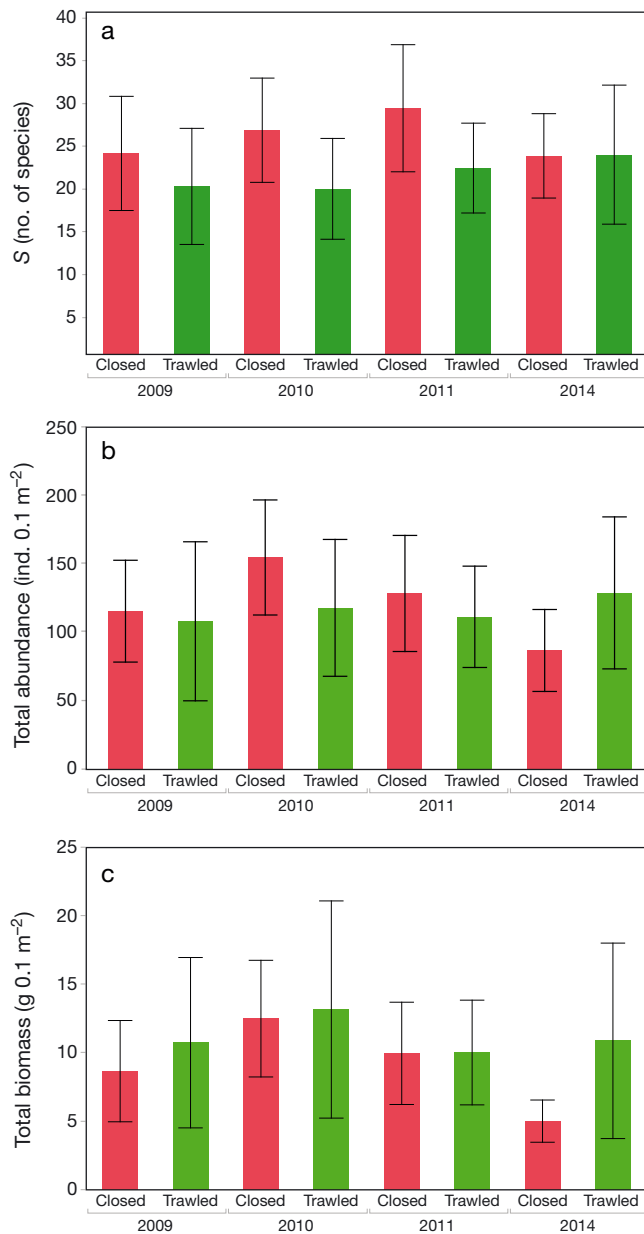 a
40
35
30
25
20
15
10
5
S (no. of species)
Closed Trawled Closed Trawled Closed Trawled Closed Trawled
2009 2010 2011 2014
b
250
200
150
100
50
0
Total abundance (ind. 0.1 m⁻²)
Closed Trawled Closed Trawled Closed Trawled Closed Trawled
2009 2010 2011 2014
c
25
20
15
10
5
0
Total biomass (g 0.1 m⁻²)
Closed Trawled Closed Trawled Closed Trawled Closed Trawled
2009 2010 2011 2014